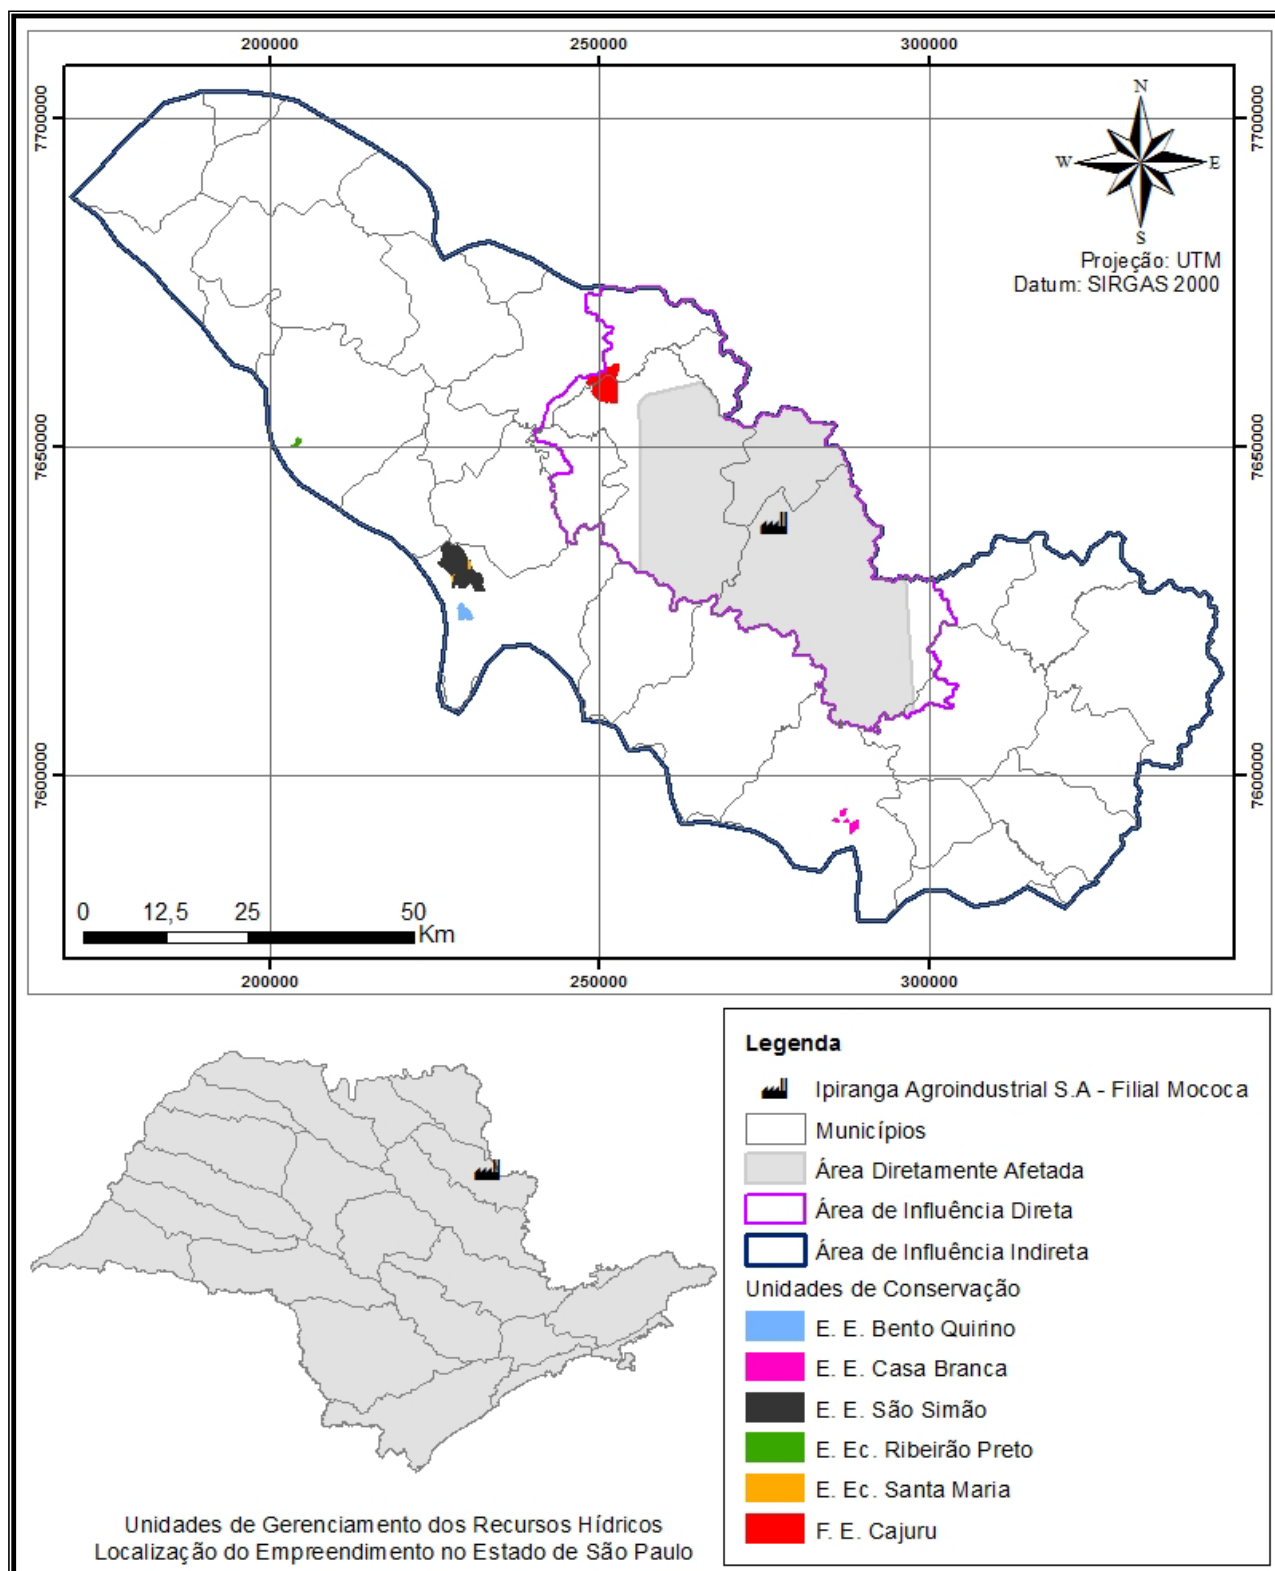 200000 250000 300000
7700000 7700000
N
W E
S
Projeção: UTM
Datum: SIRGAS 2000
7650000 7650000
7600000 7600000
0 12,5 25 50
Km
200000 250000 300000
Unidades de Gerenciamento dos Recursos Hídricos
Localização do Empreendimento no Estado de São Paulo
Legenda
Ipiranga Agroindustrial S.A - Filial Mococa
Municípios
Área Diretamente Afetada
Área de Influência Direta
Área de Influência Indireta
Unidades de Conservação
E. E. Bento Quirino
E. E. Casa Branca
E. E. São Simão
E. Ec. Ribeirão Preto
E. Ec. Santa Maria
F. E. Cajuru